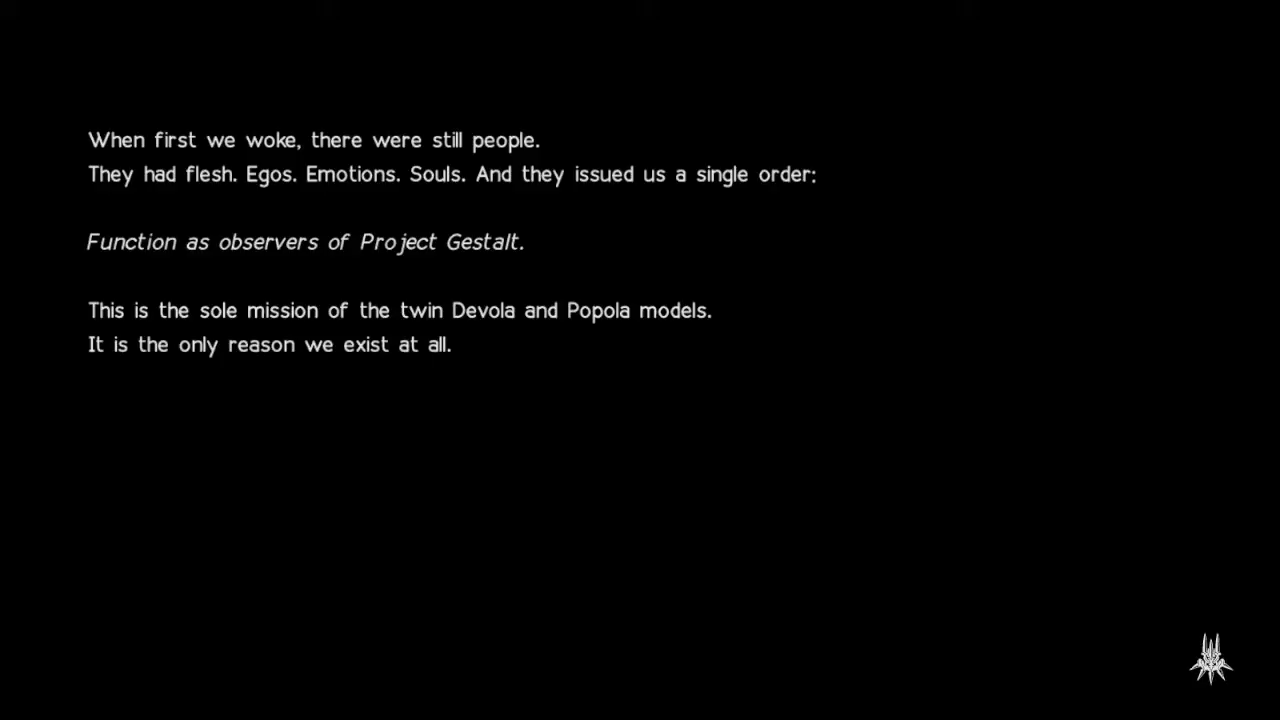 When first we woke, there were still people.
They had flesh. Egos. Emotions. Souls. And they issued us a single order:
Function as observers of Project Gestalt.
This is the sole mission of the twin Devola and Popola models.
It is the only reason we exist at all.